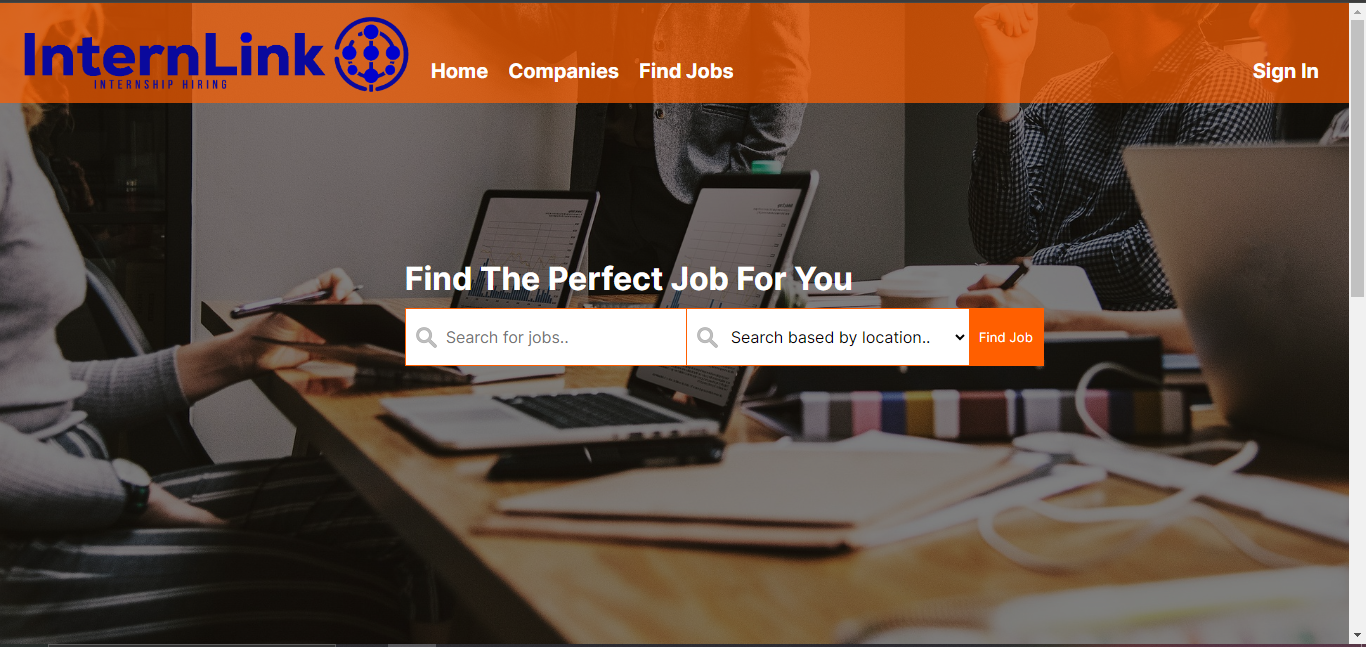 InternLink
INTERNSHIP HIRING
Home Companies Find Jobs Sign In
Find The Perfect Job For You
Search for jobs.. Search based by location.. Find Job